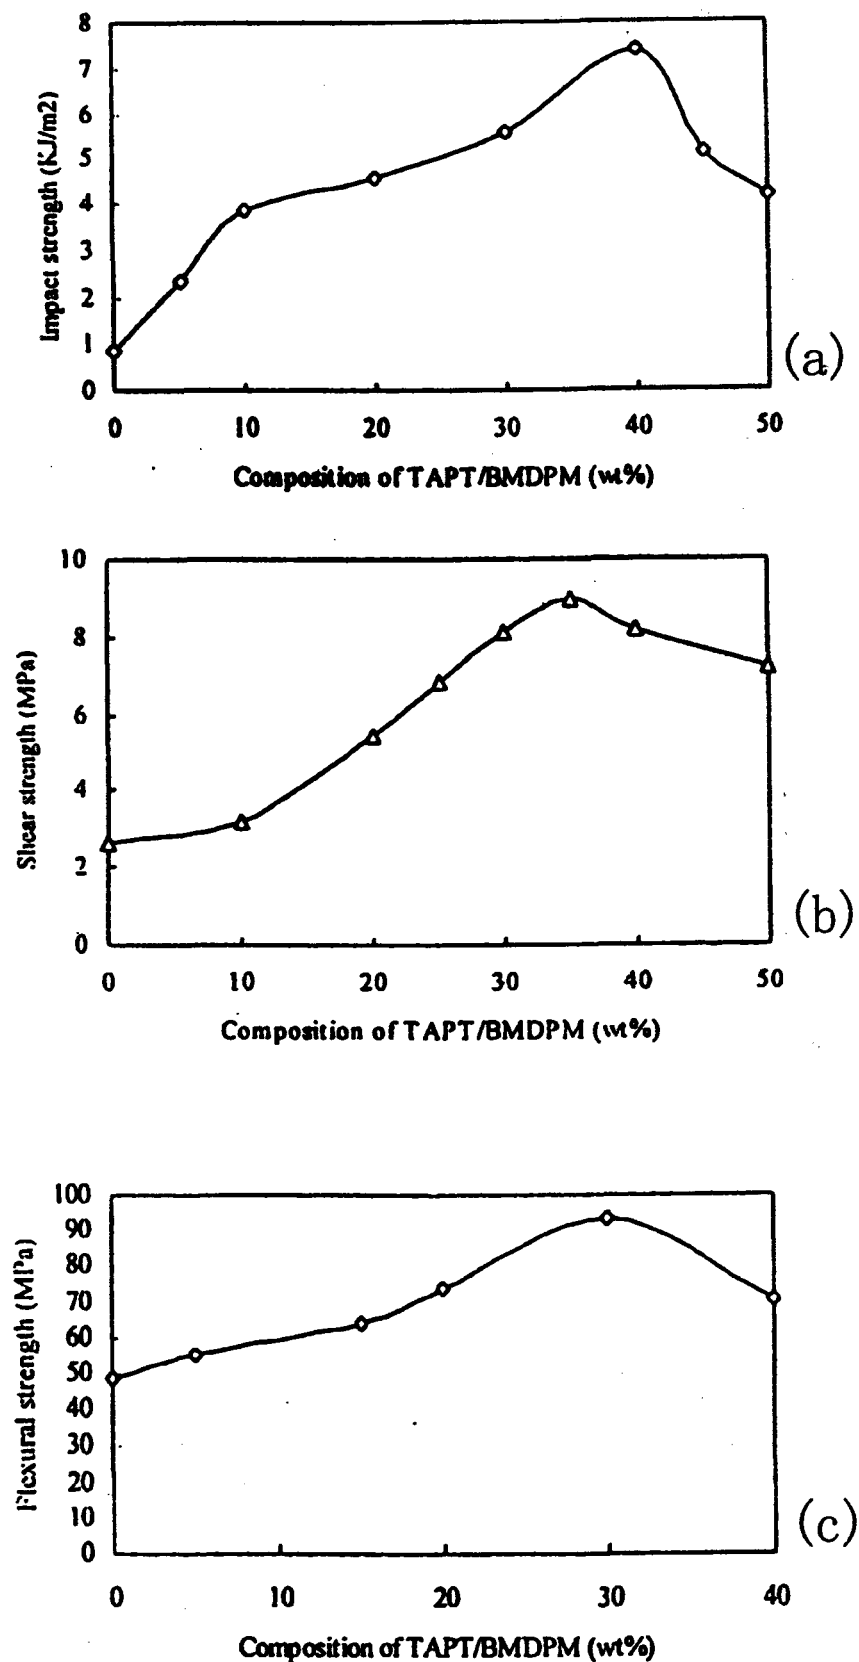 8
7
6
5
4
3
2
1
0
Impact strength (KJ/m2)
0 10 20 30 40 50
Composition of TAPT/BMDPM (wt%)
(a)
10
8
6
4
2
0
Shear strength (MPa)
0 10 20 30 40 50
Composition of TAPT/BMDPM (wt%)
(b)
100
90
80
70
60
50
40
30
20
10
0
Flexural strength (MPa)
0 10 20 30 40
Composition of TAPT/BMDPM (wt%)
(c)